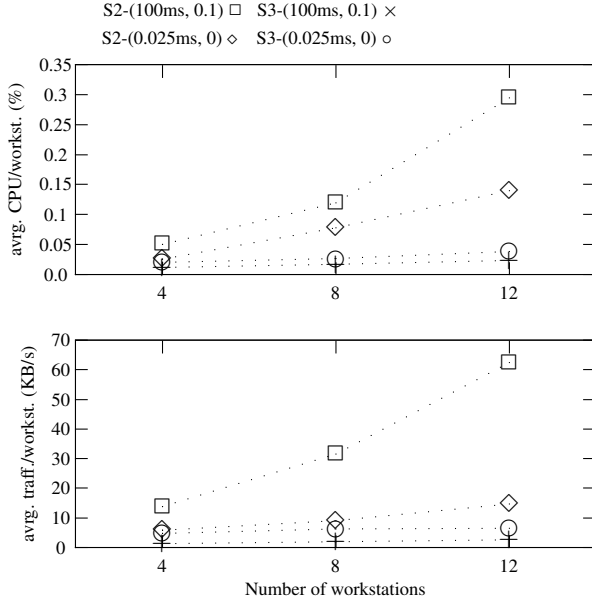 S2-(100ms, 0.1) □ S3-(100ms, 0.1) ×
S2-(0.025ms, 0) ◇ S3-(0.025ms, 0) ○
0.35
0.3
0.25
0.2
0.15
0.1
0.05
0.0
avrg. CPU/workst. (%)
4 8 12
70
60
50
40
30
20
10
0
avrg. traff./workst. (KB/s)
4 8 12
Number of workstations